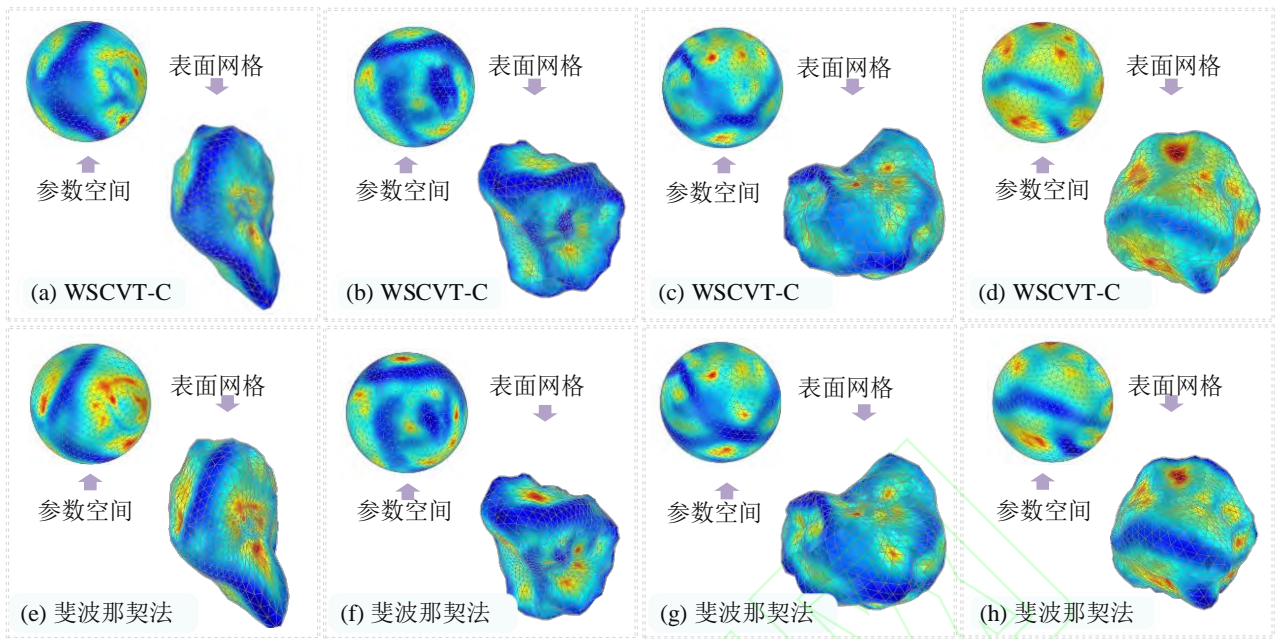 表面网格
参数空间
(a) WSCVT-C
表面网格
参数空间
(b) WSCVT-C
表面网格
参数空间
(c) WSCVT-C
表面网格
参数空间
(d) WSCVT-C
表面网格
参数空间
(e) 斐波那契法
表面网格
参数空间
(f) 斐波那契法
表面网格
参数空间
(g) 斐波那契法
表面网格
参数空间
(h) 斐波那契法